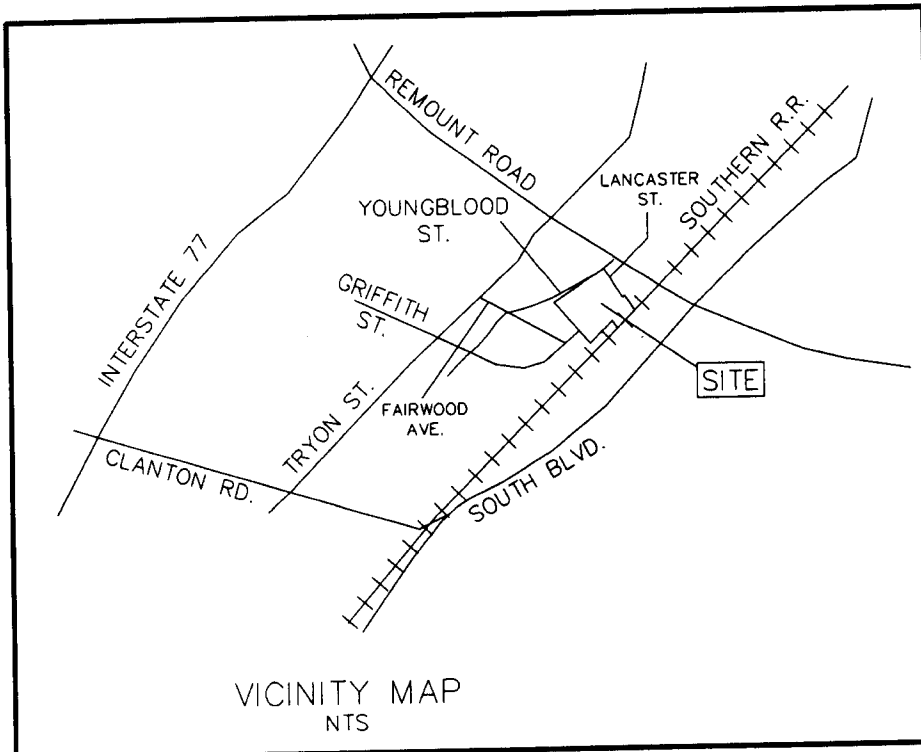 REMOUNT ROAD
LANCASTER
ST.
SOUTHERN R.R.
YOUNGBLOOD
ST.
INTERSTATE 77
GRIFFITH
ST.
SITE
TRYON ST.
FAIRWOOD
AVE.
CLANTON RD.
SOUTH BLVD.
VICINITY MAP
NTS